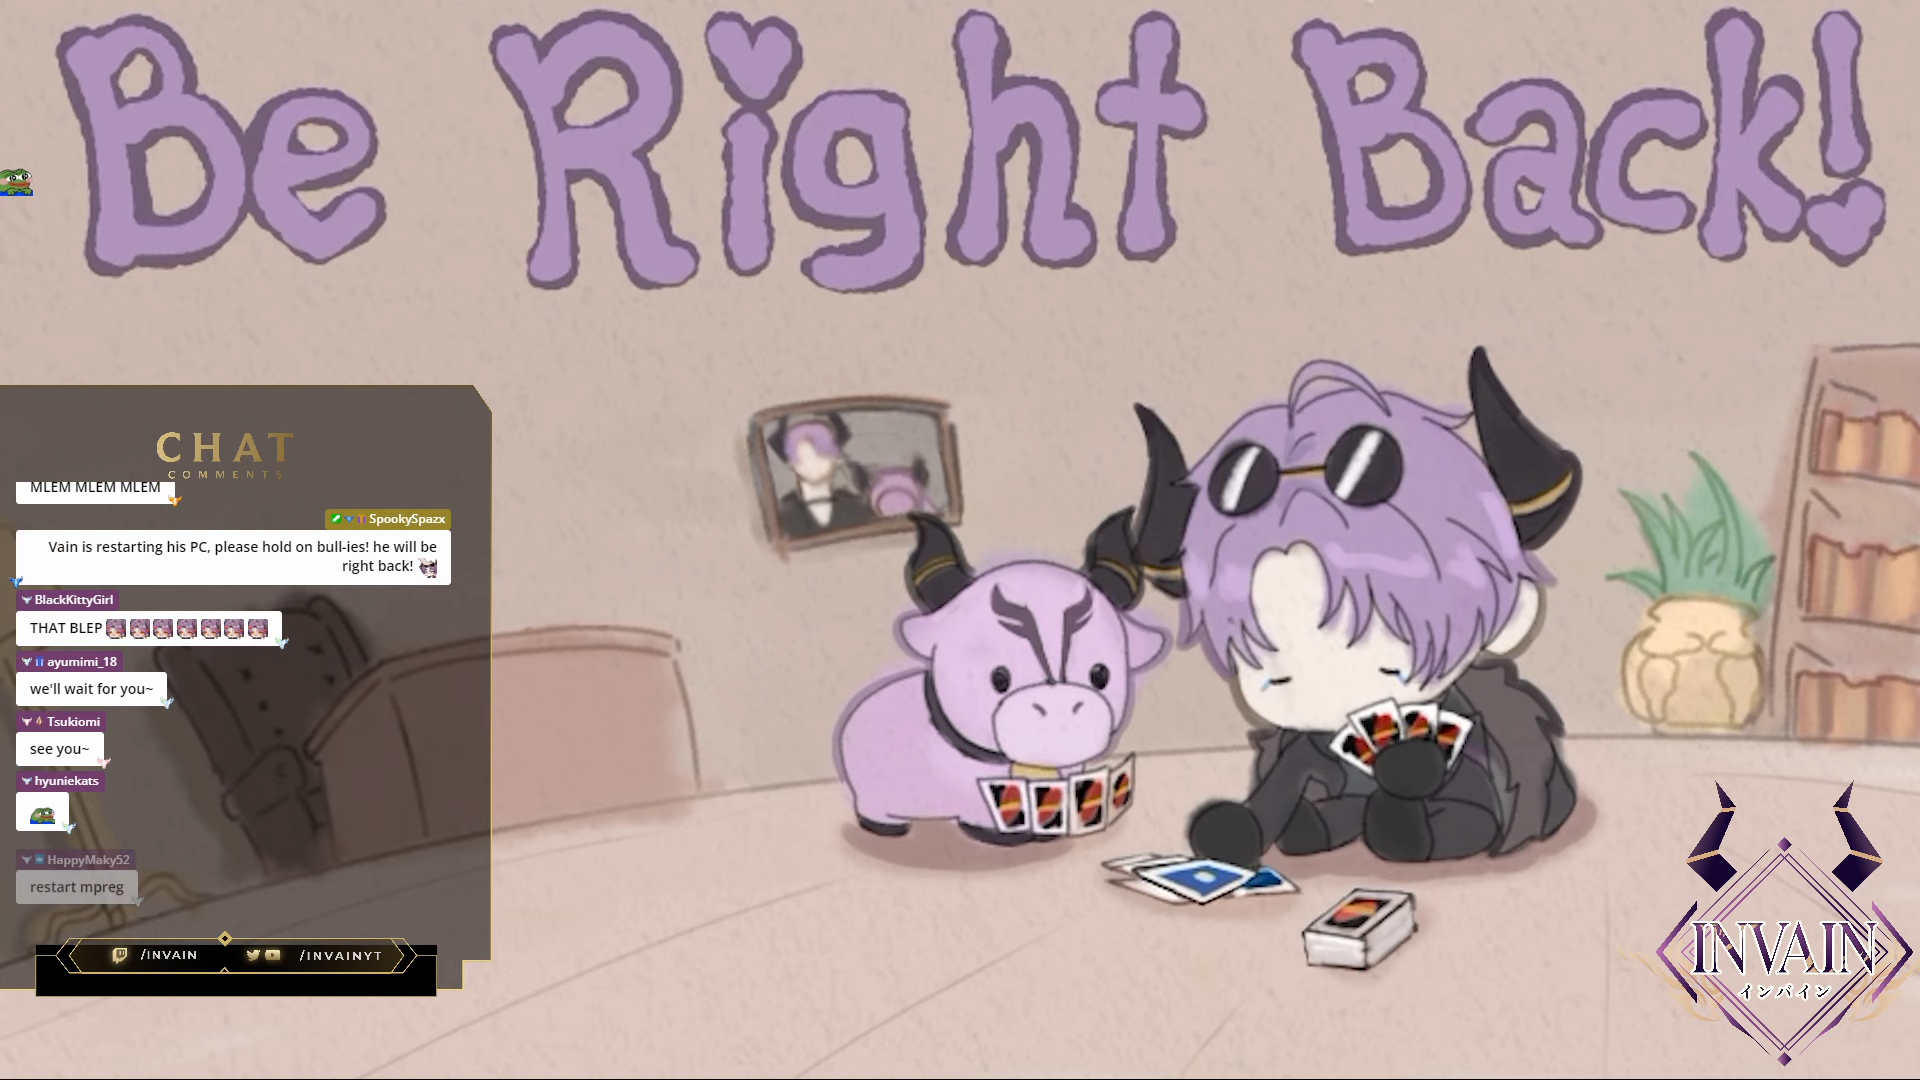 Be Right Back!
CHAT
COMMENTS
MLEM MLEM MLEM
SpookySpazx
Vain is restarting his PC, please hold on bull-ies! he will be
right back!
BlackKittyGirl
THAT BLEP
ayumimi_18
we'll wait for you~
Tsukiomi
see you~
hyuniekats
HappyMaky52
restart mpreg
/INVAIN
/INVAINYT
INVAIN
インバイン